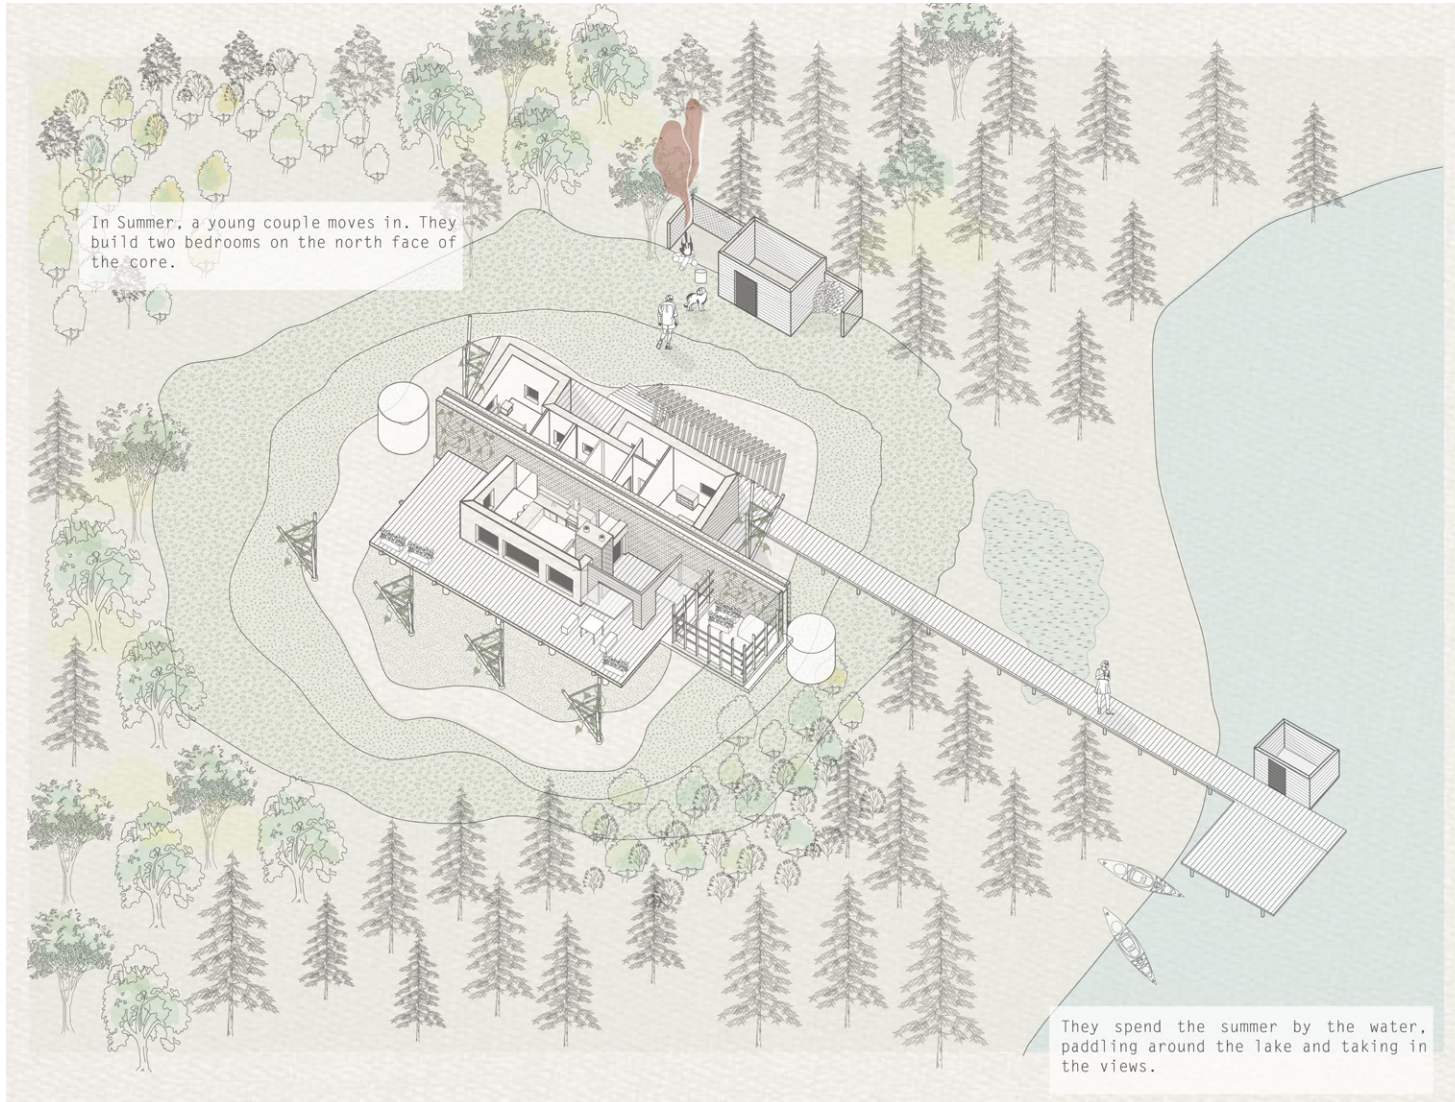 In Summer, a young couple moves in. They
build two bedrooms on the north face of
the core.
They spend the summer by the water,
paddling around the lake and taking in
the views.